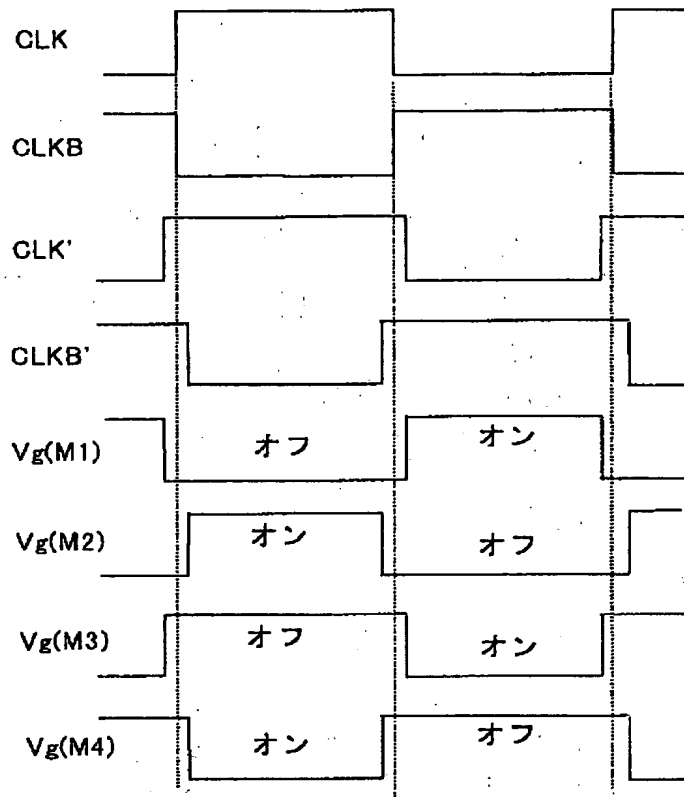 CLK
CLKB
CLK'
CLKB'
Vg(M1) オフ オン
Vg(M2) オン オフ
Vg(M3) オフ オン
Vg(M4) オン オフ